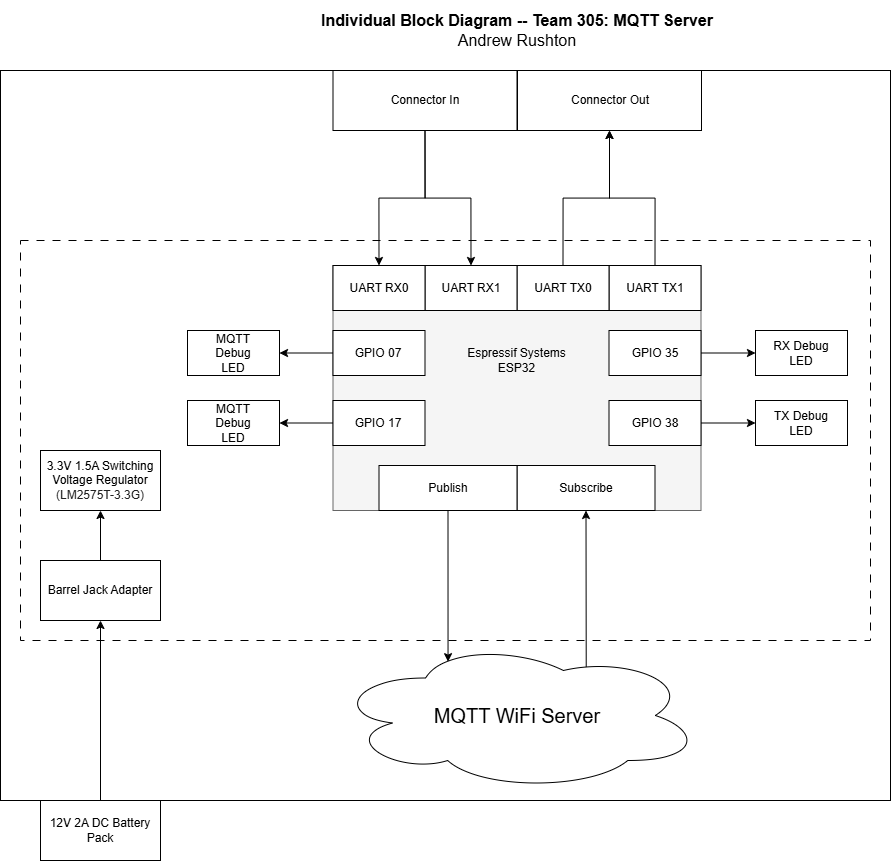 Individual Block Diagram -- Team 305: MQTT Server
Andrew Rushton
Connector In
Connector Out
UART RX0
UART RX1
UART TX0
UART TX1
MQTT
Debug
LED
GPIO 07
Espressif Systems
ESP32
GPIO 35
RX Debug
LED
MQTT
Debug
LED
GPIO 17
GPIO 38
TX Debug
LED
3.3V 1.5A Switching
Voltage Regulator
(LM2575T-3.3G)
Publish
Subscribe
Barrel Jack Adapter
MQTT WiFi Server
12V 2A DC Battery
Pack